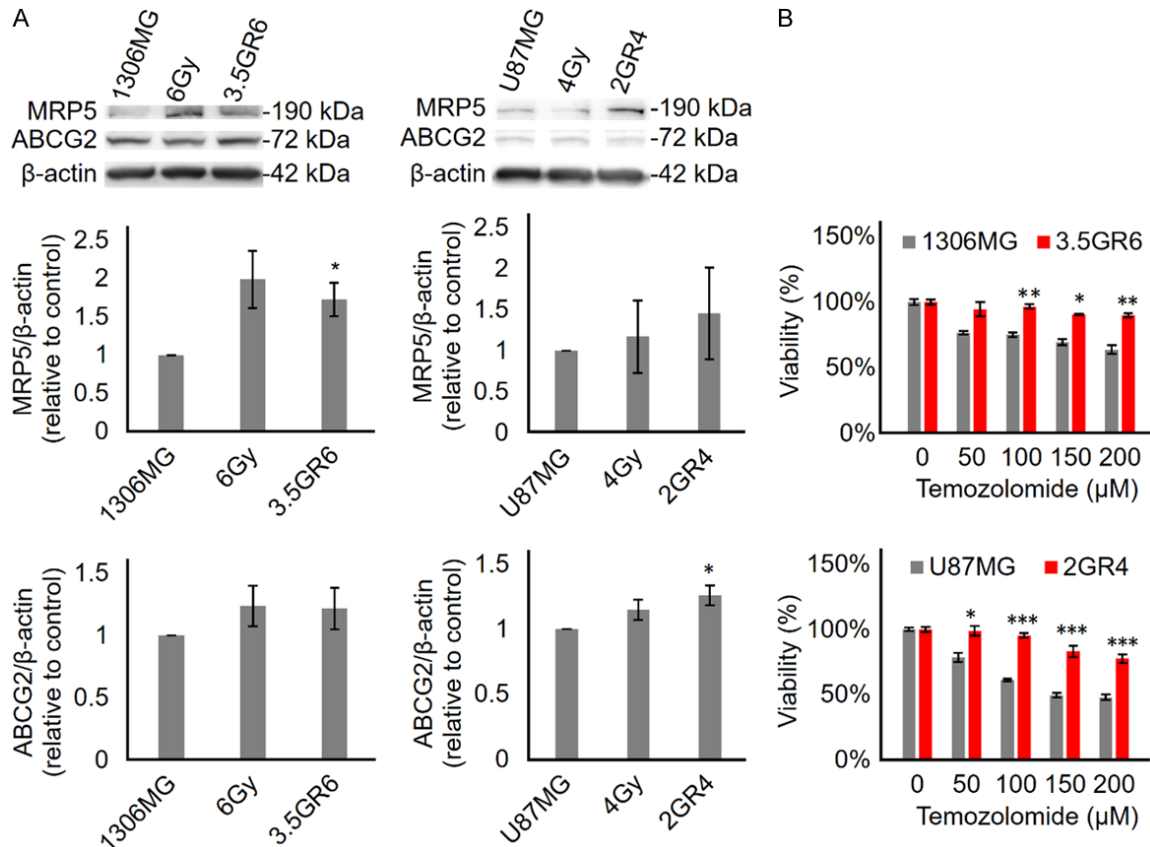 A
1306MG 6Gy 3.5GR6
MRP5 -190 kDa
ABCG2 -72 kDa
β-actin -42 kDa
U87MG 4Gy 2GR4
MRP5 -190 kDa
ABCG2 -72 kDa
β-actin -42 kDa
MRP5/β-actin
(relative to control)
2.5
2
1.5
1
0.5
0
*
1306MG 6Gy 3.5GR6
MRP5/β-actin
(relative to control)
2.5
2
1.5
1
0.5
0
U87MG 4Gy 2GR4
ABCG2/β-actin
(relative to control)
1.5
1
0.5
0
1306MG 6Gy 3.5GR6
ABCG2/β-actin
(relative to control)
1.5
1
0.5
0
*
U87MG 4Gy 2GR4
B
1306MG 3.5GR6
Viability (%)
150%
100%
50%
0%
** * **
0 50 100 150 200
Temozolomide (µM)
U87MG 2GR4
Viability (%)
150%
100%
50%
0%
* *** *** ***
0 50 100 150 200
Temozolomide (µM)